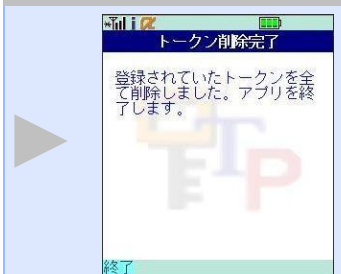 トークン削除完了
登録されていたトークンを全
て削除しました。アプリを終
了します。
TP
終了